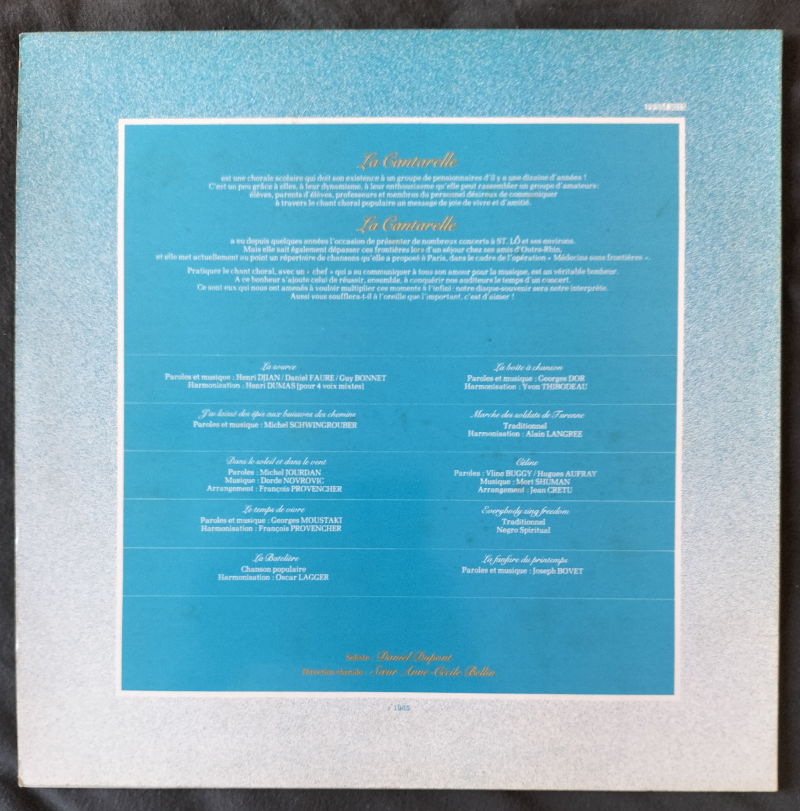 La Cantarelle
est une chorale scolaire qui doit son existence à un groupe de pensionnaires d'il y a une dizaine d'années !
C'est un peu grâce à elles, à leur dynamisme, à leur enthousiasme qu'elle peut rassembler un groupe d'amateurs:
élèves, parents d'élèves, professeurs et membres du personnel désireux de communiquer
à travers le chant choral populaire un message de joie de vivre et d'amitié.
La Cantarelle
a eu depuis quelques années l'occasion de présenter de nombreux concerts à ST. LÔ et ses environs.
Mais elle sait également dépasser ces frontières lors d'un séjour chez ses amis d'Outre-Rhin,
et elle met actuellement au point un répertoire de chansons qu'elle a proposé à Paris, dans le cadre de l'opération « Médecins sans frontières ».
Pratiquer le chant choral, avec un « chef » qui a su communiquer à tous son amour pour la musique, est un véritable bonheur.
A ce bonheur s'ajoute celui de réussir, ensemble, à conquérir nos auditeurs le temps d'un concert.
Ce sont eux qui nous ont amenés à vouloir multiplier ces moments à l'infini : notre disque-souvenir sera notre interprète.
Aussi vous soufflera-t-il à l'oreille que l'important, c'est d'aimer !
La source
Paroles et musique : Henri DJIAN / Daniel FAURE / Guy BONNET
Harmonisation : Henri DUMAS (pour 4 voix mixtes)
J'ai laissé des épis aux buissons des chemins
Paroles et musique : Michel SCHWINGROUBER
Dans le soleil et dans le vent
Paroles : Michel JOURDAN
Musique : Dorde NOVROVIC
Arrangement : François PROVENCHER
Le temps de vivre
Paroles et musique : Georges MOUSTAKI
Harmonisation : François PROVENCHER
La Batelière
Chanson populaire
Harmonisation : Oscar LAGGER
La boîte à chanson
Paroles et musique : Georges DOR
Harmonisation : Yvon THIBODEAU
Marche des soldats de Turenne
Traditionnel
Harmonisation : Alain LANGREE
Céline
Paroles : Vline BUGGY / Hugues AUFRAY
Musique : Mort SHUMAN
Arrangement : Jean CRETU
Everybody sing freedom
Traditionnel
Negro Spiritual
La fanfare du printemps
Paroles et musique : Joseph BOVET
Soliste : Daniel Dupont
Direction chorale : Sœur Anne-Cécile Bellin
1985